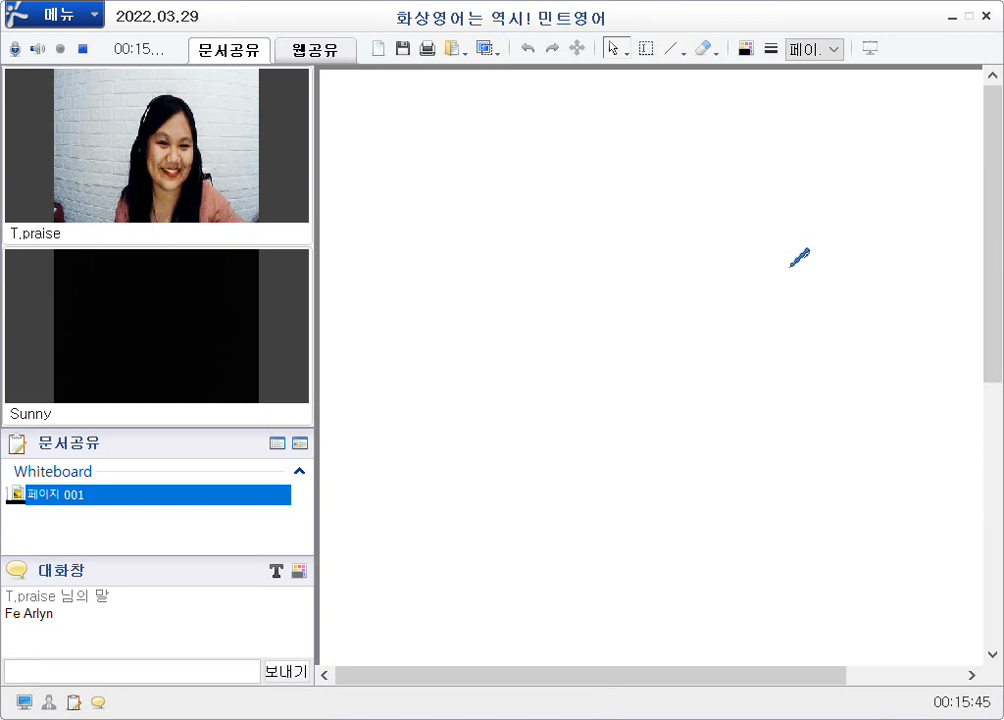 메뉴
2022.03.29
화상영어는 역시! 민트영어
00:15...
문서공유
웹공유
페이.
T.praise
Sunny
문서공유
Whiteboard
페이지 001
대화창
T.praise 님의 말
Fe Arlyn
보내기
00:15:45